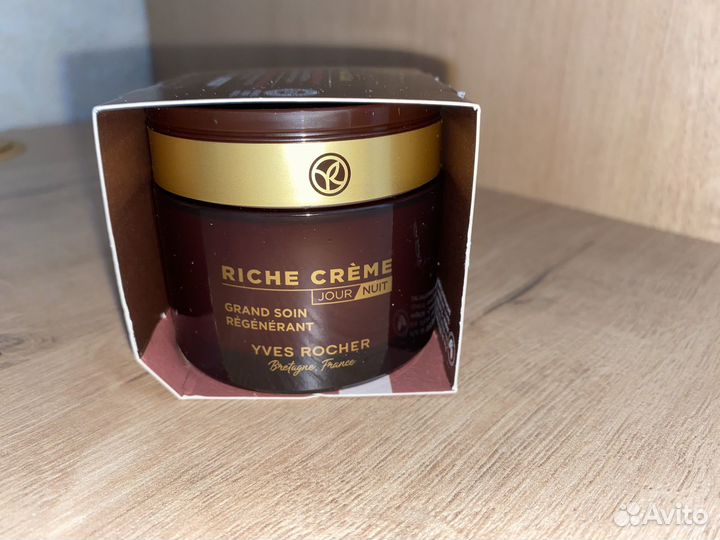 RICHE CRÈME
JOUR/NUIT
GRAND SOIN
RÉGÉNÉRANT
YVES ROCHER
Bretagne, France
Avito